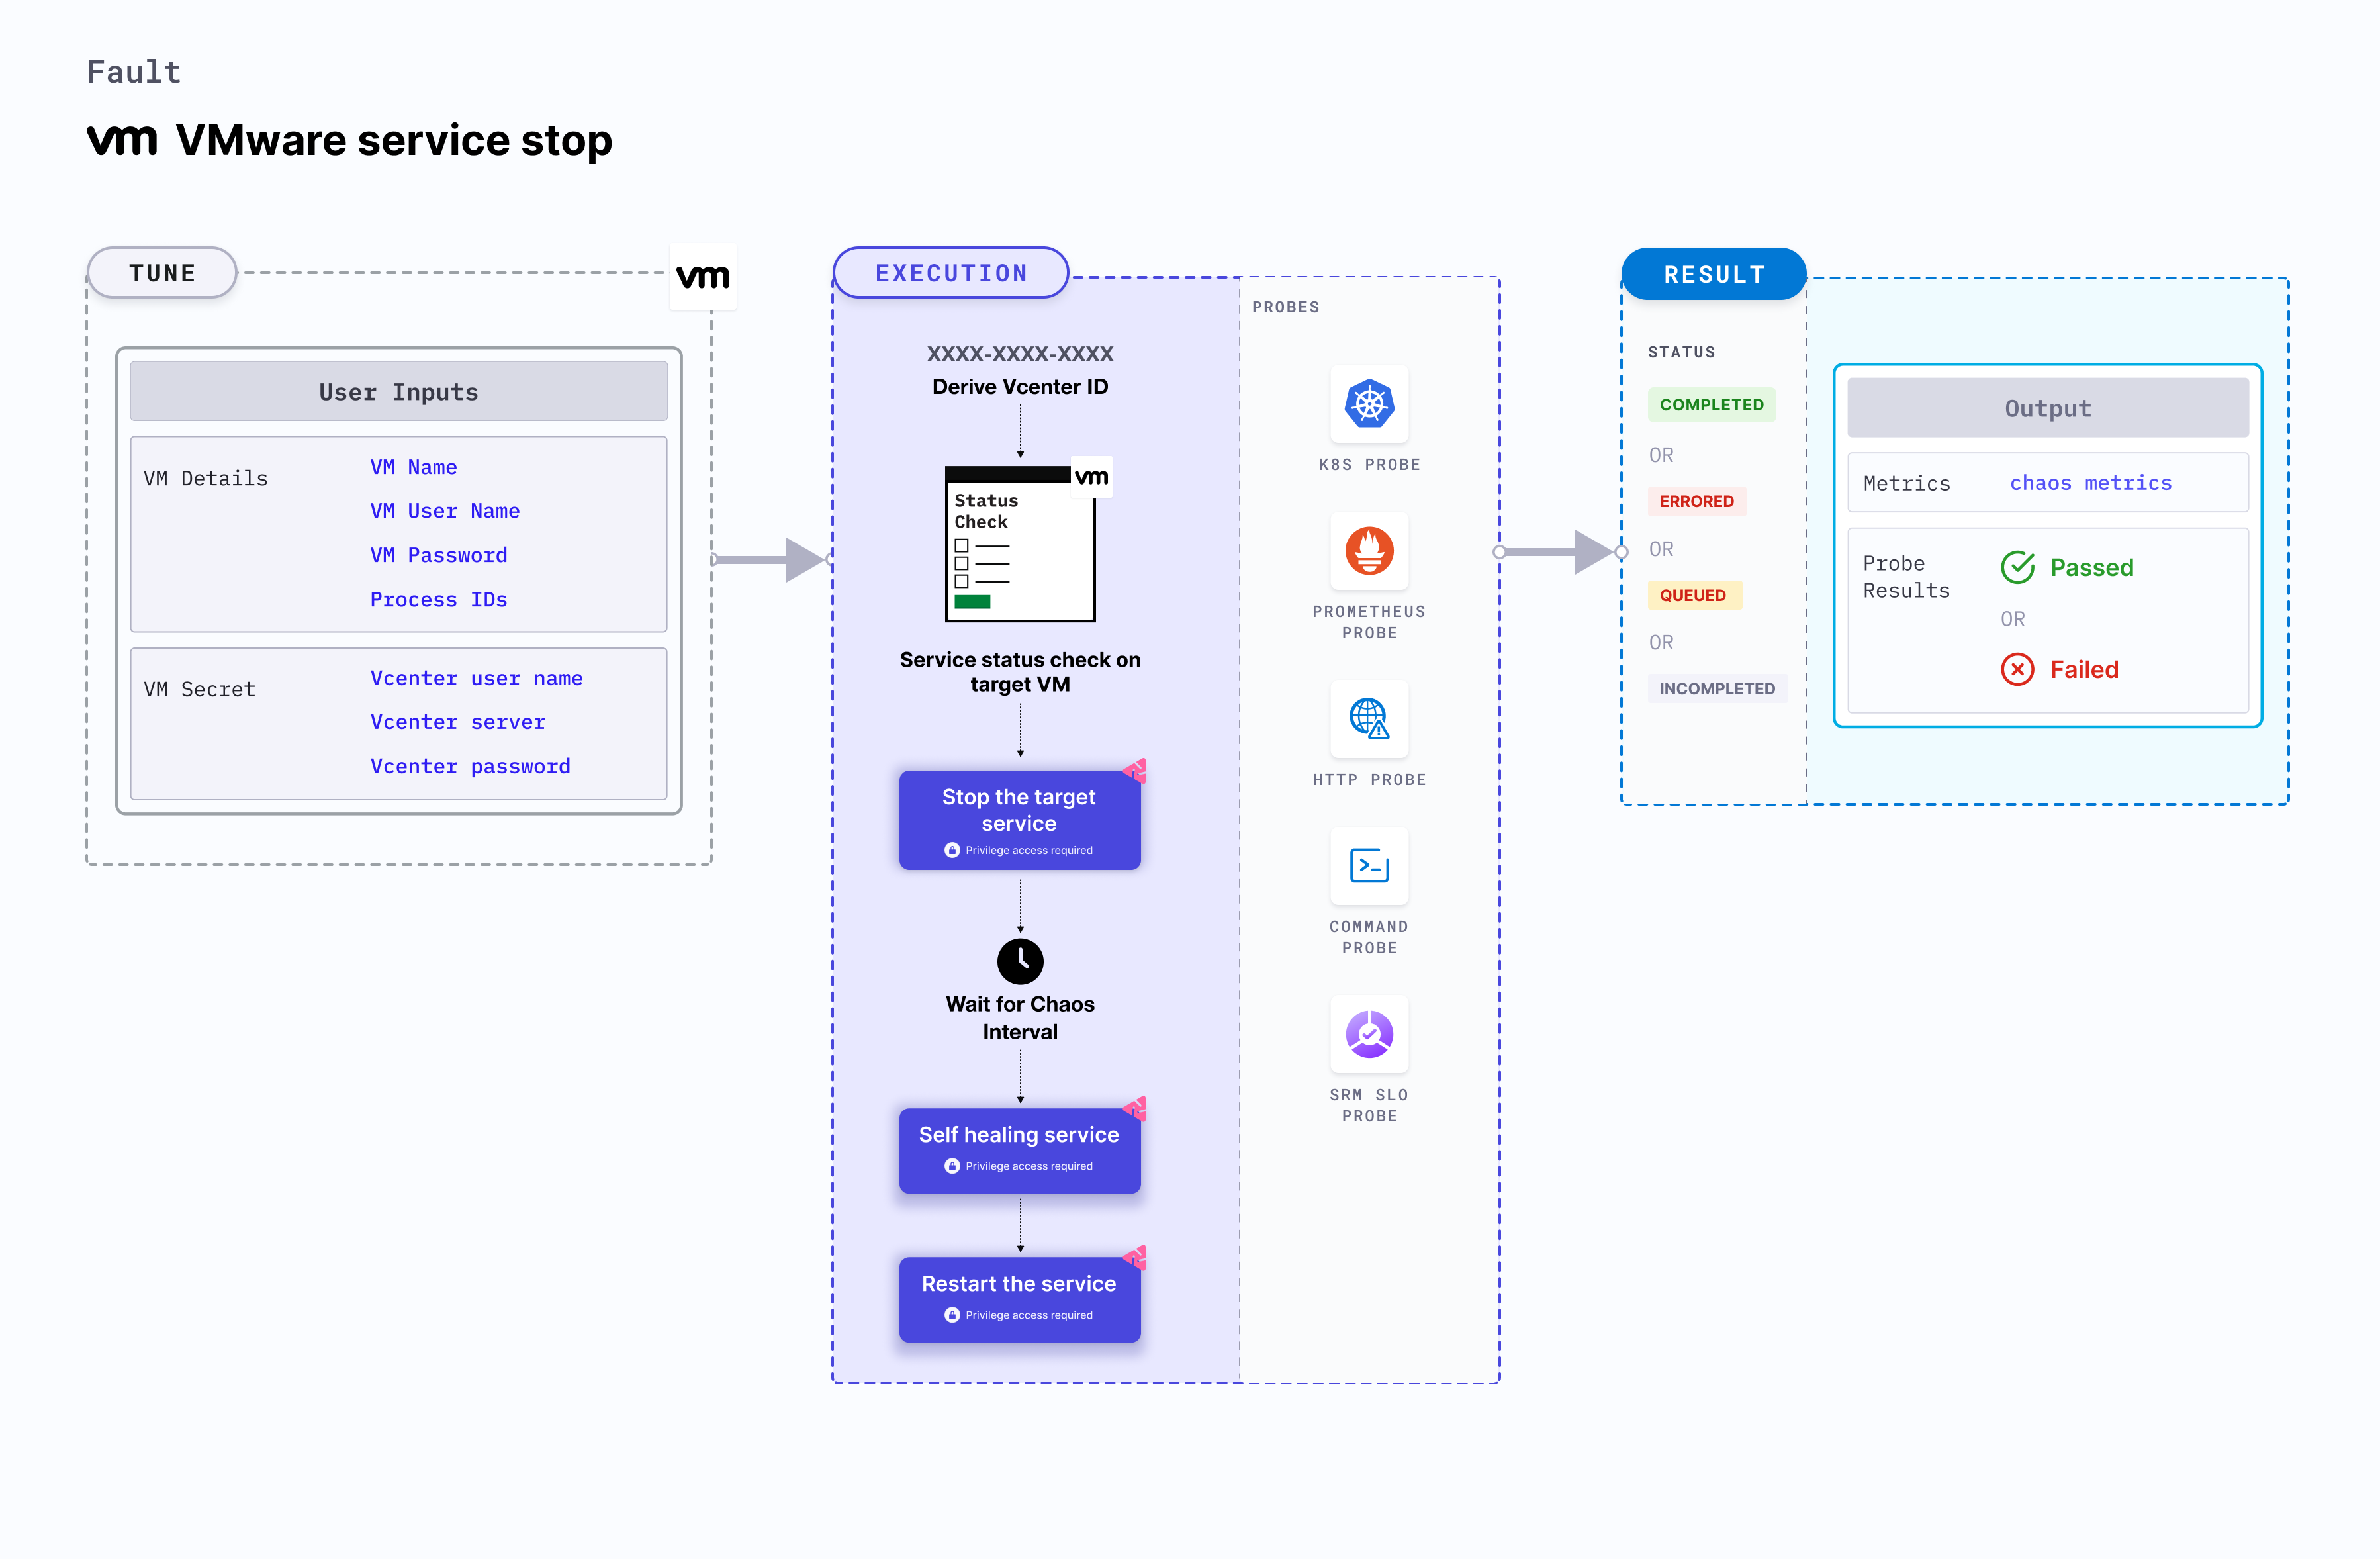 Fault
vm VMware service stop
TUNE
vm
User Inputs
VM Details
VM Name
VM User Name
VM Password
Process IDs
VM Secret
Vcenter user name
Vcenter server
Vcenter password
EXECUTION
XXXX-XXXX-XXXX
Derive Vcenter ID
vm
Status
Check
Service status check on
target VM
Stop the target
service
Privilege access required
Wait for Chaos
Interval
Self healing service
Privilege access required
Restart the service
Privilege access required
PROBES
K8S PROBE
PROMETHEUS
PROBE
HTTP PROBE
COMMAND
PROBE
SRM SLO
PROBE
RESULT
STATUS
COMPLETED
OR
ERRORED
OR
QUEUED
OR
INCOMPLETED
Output
Metrics
chaos metrics
Probe
Results
Passed
OR
Failed